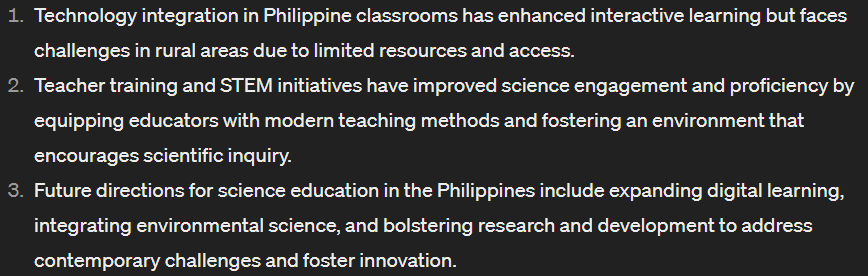 1. Technology integration in Philippine classrooms has enhanced interactive learning but faces
challenges in rural areas due to limited resources and access.
2. Teacher training and STEM initiatives have improved science engagement and proficiency by
equipping educators with modern teaching methods and fostering an environment that
encourages scientific inquiry.
3. Future directions for science education in the Philippines include expanding digital learning,
integrating environmental science, and bolstering research and development to address
contemporary challenges and foster innovation.